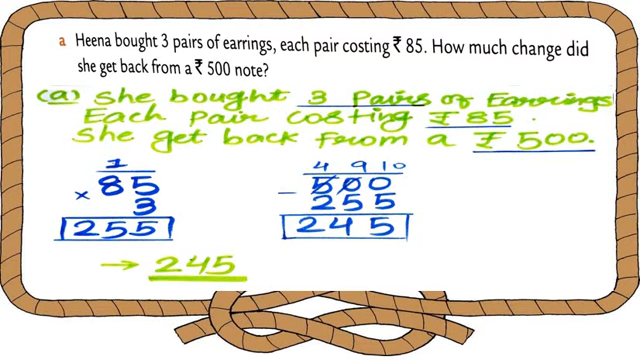 a Heena bought 3 pairs of earrings, each pair costing ₹ 85. How much change did
she get back from a ₹ 500 note?
(a) She bought 3 Pairs of Earrings
Each Pair costing ₹ 85.
She get back from a ₹ 500.
1
× 85
3
255
4 9 10
- 500
255
245
→ 245